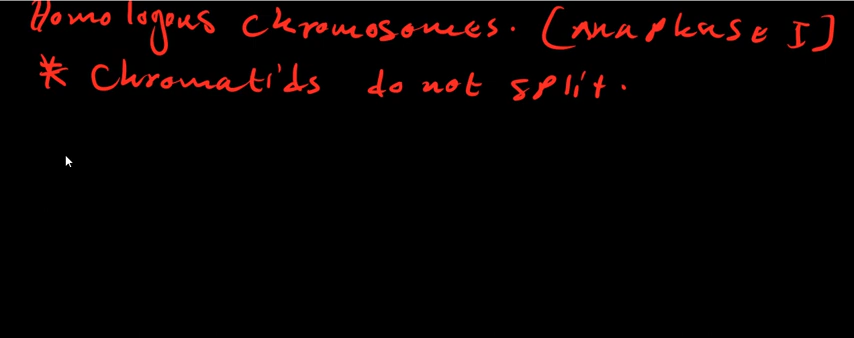 Homologous chromosomes. (Anaphase I)
* Chromatids do not split.